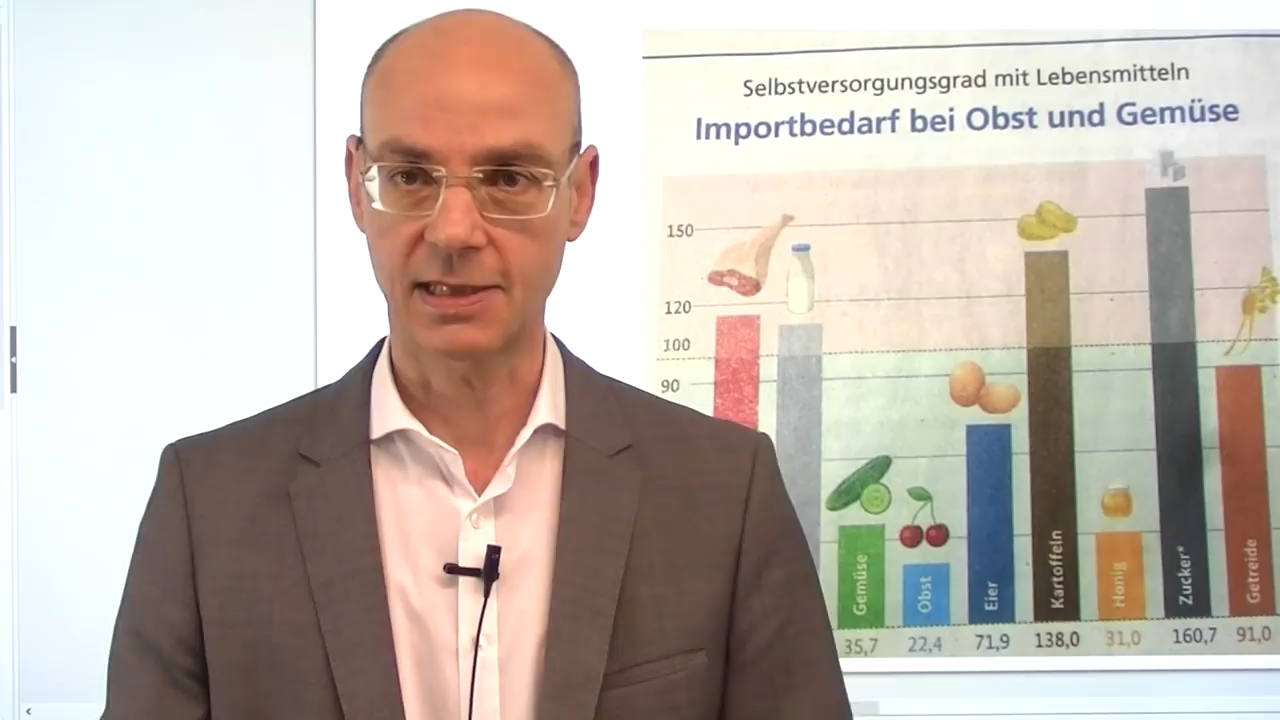 Selbstversorgungsgrad mit Lebensmitteln
Importbedarf bei Obst und Gemüse
150
120
100
90
Gemüse
Obst
Eier
Kartoffeln
Honig
Zucker*
Getreide
35,7 22,4 71,9 138,0 31,0 160,7 91,0